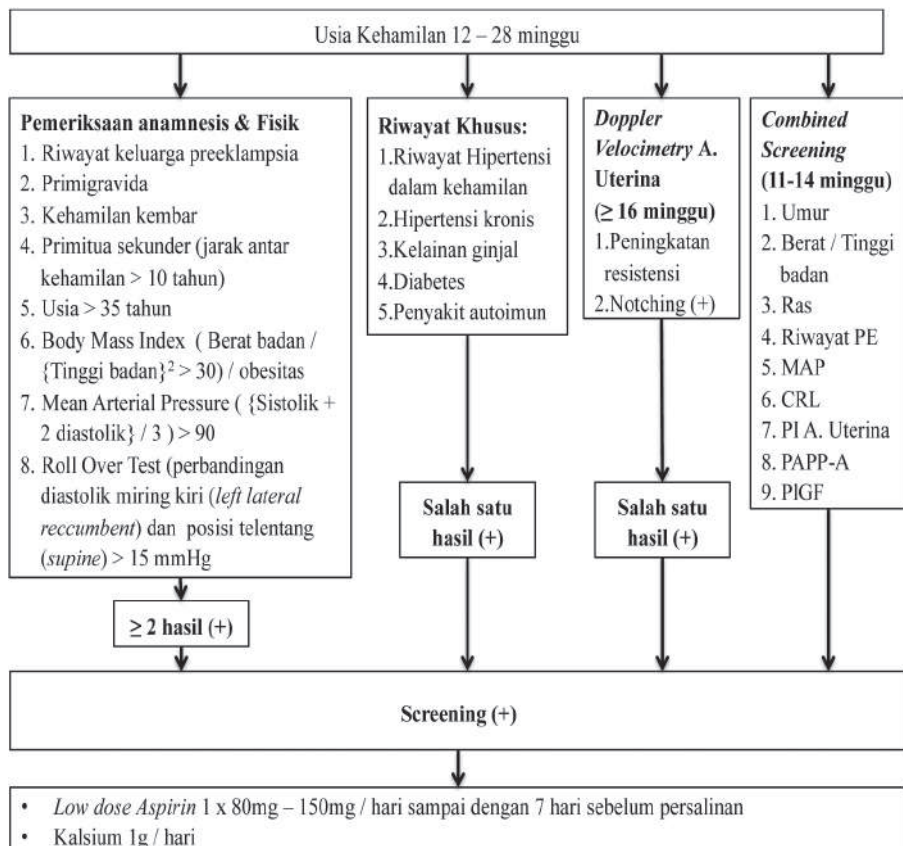 Usia Kehamilan 12 – 28 minggu
Pemeriksaan anamnesis & Fisik
1. Riwayat keluarga preeklampsia
2. Primigravida
3. Kehamilan kembar
4. Primitua sekunder (jarak antar
kehamilan > 10 tahun)
5. Usia > 35 tahun
6. Body Mass Index ( Berat badan /
{Tinggi badan}² > 30) / obesitas
7. Mean Arterial Pressure ( {Sistolik +
2 diastolik} / 3 ) > 90
8. Roll Over Test (perbandingan
diastolik miring kiri (left lateral
reccumbent) dan posisi telentang
(supine) > 15 mmHg
≥ 2 hasil (+)
Riwayat Khusus:
1.Riwayat Hipertensi
dalam kehamilan
2.Hipertensi kronis
3.Kelainan ginjal
4.Diabetes
5.Penyakit autoimun
Salah satu
hasil (+)
Doppler
Velocimetry A.
Uterina
(≥ 16 minggu)
1.Peningkatan
resistensi
2.Notching (+)
Salah satu
hasil (+)
Combined
Screening
(11-14 minggu)
1. Umur
2. Berat / Tinggi
badan
3. Ras
4. Riwayat PE
5. MAP
6. CRL
7. PI A. Uterina
8. PAPP-A
9. PIGF
Screening (+)
• Low dose Aspirin 1 x 80mg – 150mg / hari sampai dengan 7 hari sebelum persalinan
• Kalsium 1g / hari